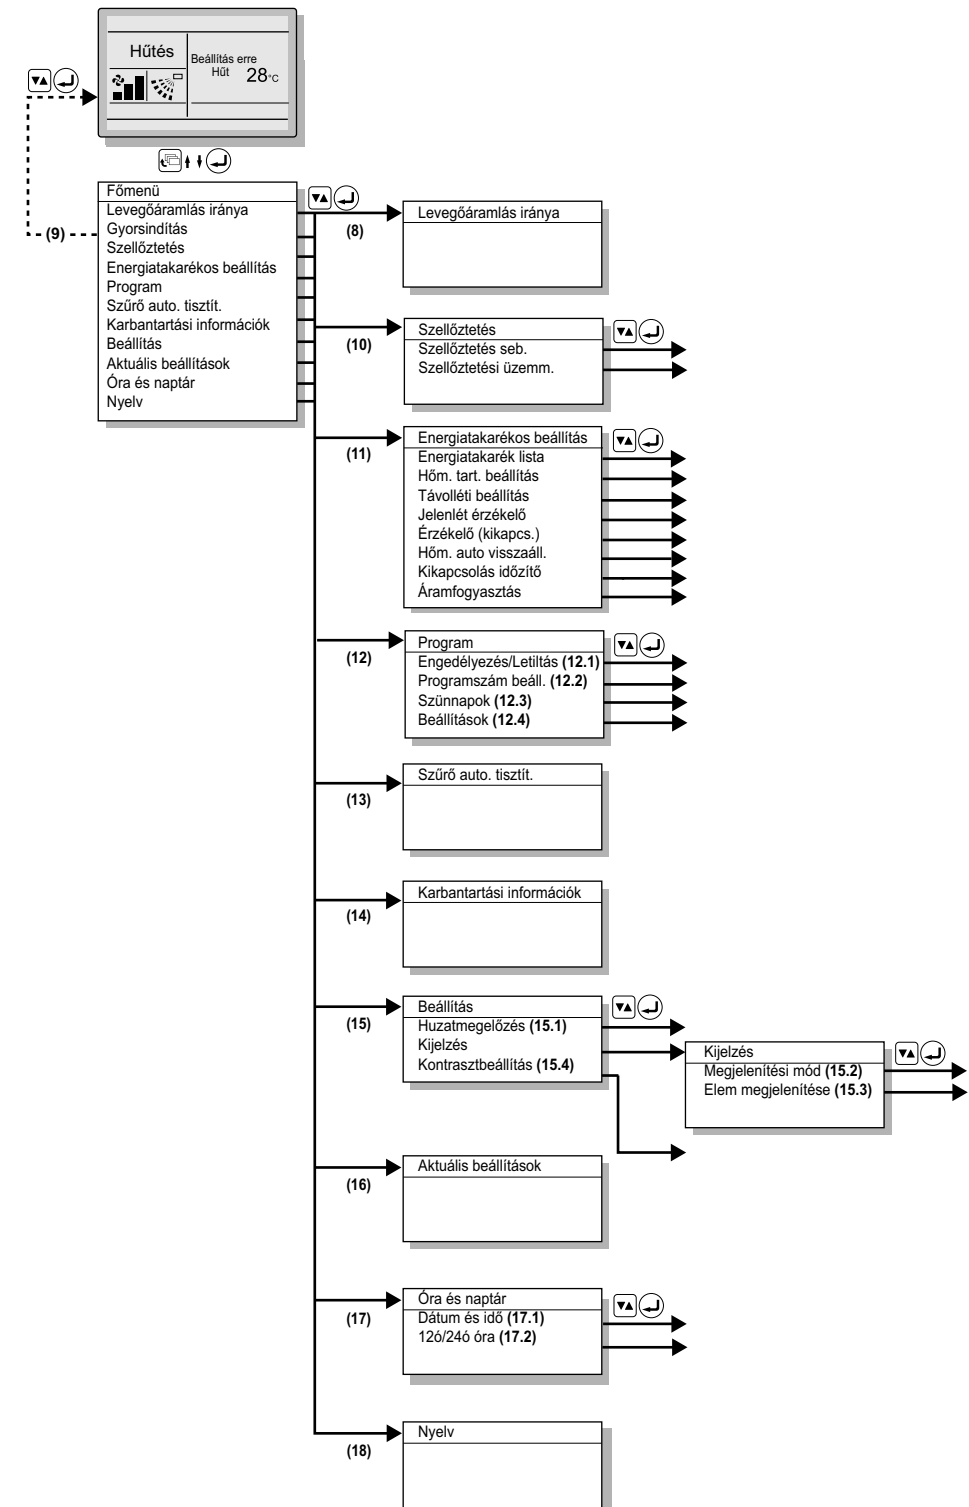 Hűtés
Beállítás erre
Hűt 28°C
Főmenü
Levegőáramlás iránya
Gyorsindítás
Szellőztetés
Energiatakarékos beállítás
Program
Szűrő auto. tisztít.
Karbantartási információk
Beállítás
Aktuális beállítások
Óra és naptár
Nyelv
(9)
(8)
Levegőáramlás iránya
(10)
Szellőztetés
Szellőztetés seb.
Szellőztetési üzemm.
(11)
Energiatakarékos beállítás
Energiatakarék lista
Hőm. tart. beállítás
Távolléti beállítás
Jelenlét érzékelő
Érzékelő (kikapcs.)
Hőm. auto visszaáll.
Kikapcsolás időzítő
Áramfogyasztás
(12)
Program
Engedélyezés/Letiltás (12.1)
Programszám beáll. (12.2)
Szünnapok (12.3)
Beállítások (12.4)
(13)
Szűrő auto. tisztít.
(14)
Karbantartási információk
(15)
Beállítás
Huzatmegelőzés (15.1)
Kijelzés
Kontrasztbeállítás (15.4)
Kijelzés
Megjelenítési mód (15.2)
Elem megjelenítése (15.3)
(16)
Aktuális beállítások
(17)
Óra és naptár
Dátum és idő (17.1)
12ó/24ó óra (17.2)
(18)
Nyelv